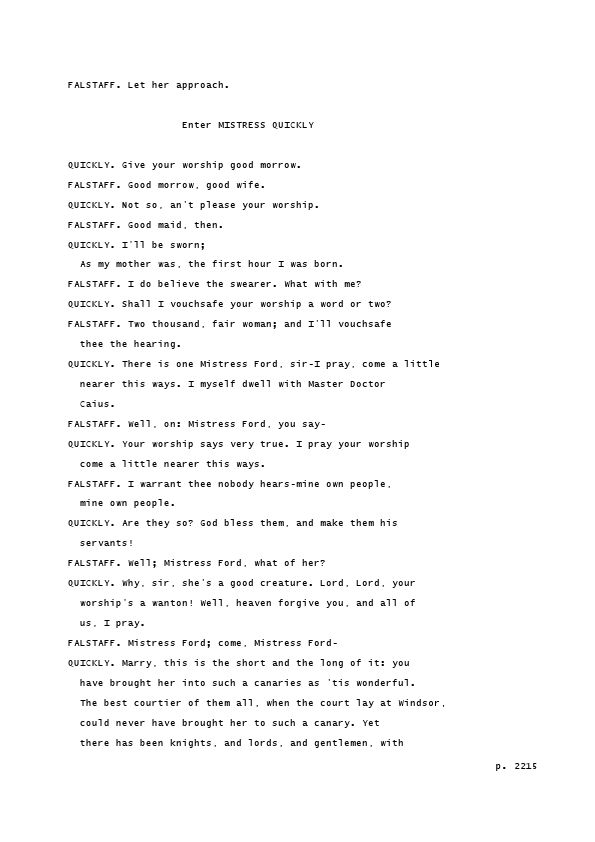 FALSTAFF. Let her approach.
Enter MISTRESS QUICKLY
QUICKLY. Give your worship good morrow.
FALSTAFF. Good morrow, good wife.
QUICKLY. Not so, an't please your worship.
FALSTAFF. Good maid, then.
QUICKLY. I'll be sworn;
As my mother was, the first hour I was born.
FALSTAFF. I do believe the swearer. What with me?
QUICKLY. Shall I vouchsafe your worship a word or two?
FALSTAFF. Two thousand, fair woman; and I'll vouchsafe
thee the hearing.
QUICKLY. There is one Mistress Ford, sir-I pray, come a little
nearer this ways. I myself dwell with Master Doctor
Caius.
FALSTAFF. Well, on: Mistress Ford, you say-
QUICKLY. Your worship says very true. I pray your worship
come a little nearer this ways.
FALSTAFF. I warrant thee nobody hears-mine own people,
mine own people.
QUICKLY. Are they so? God bless them, and make them his
servants!
FALSTAFF. Well; Mistress Ford, what of her?
QUICKLY. Why, sir, she's a good creature. Lord, Lord, your
worship's a wanton! Well, heaven forgive you, and all of
us, I pray.
FALSTAFF. Mistress Ford; come, Mistress Ford-
QUICKLY. Marry, this is the short and the long of it: you
have brought her into such a canaries as 'tis wonderful.
The best courtier of them all, when the court lay at Windsor,
could never have brought her to such a canary. Yet
there has been knights, and lords, and gentlemen, with
p. 2215